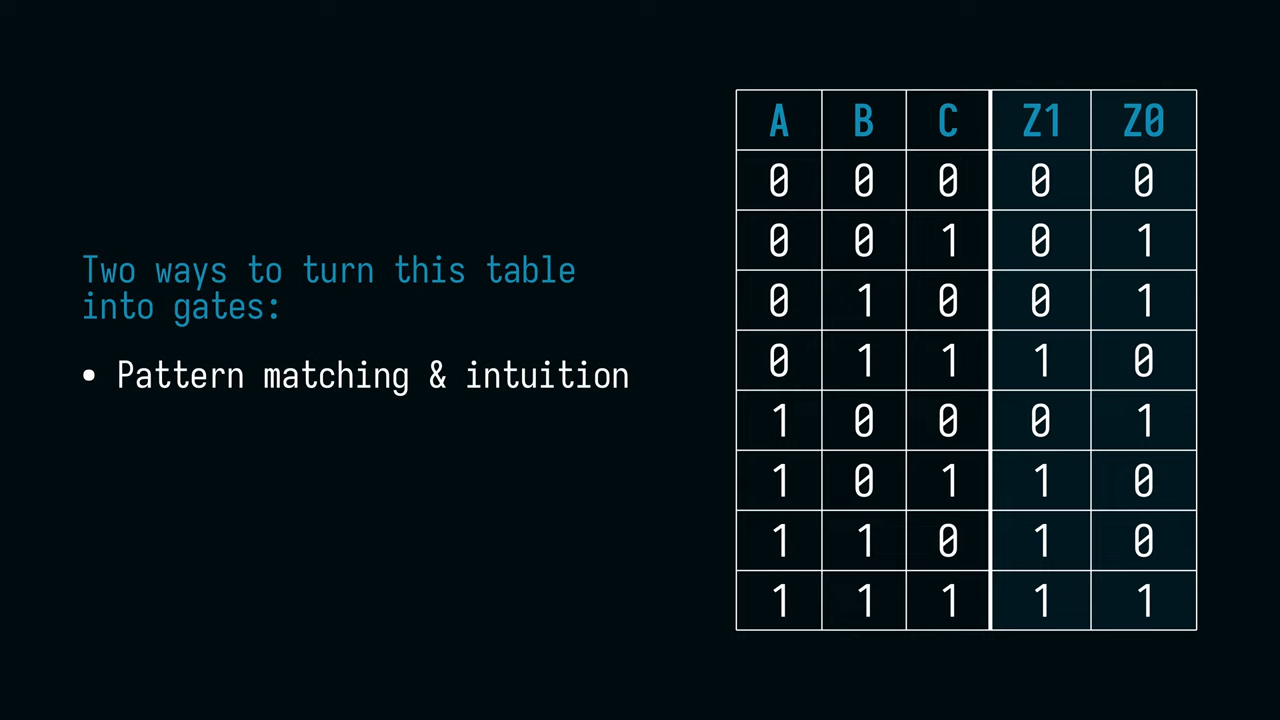 Two ways to turn this table
into gates:
• Pattern matching & intuition
A B C Z1 Z0
0 0 0 0 0
0 0 1 0 1
0 1 0 0 1
0 1 1 1 0
1 0 0 0 1
1 0 1 1 0
1 1 0 1 0
1 1 1 1 1